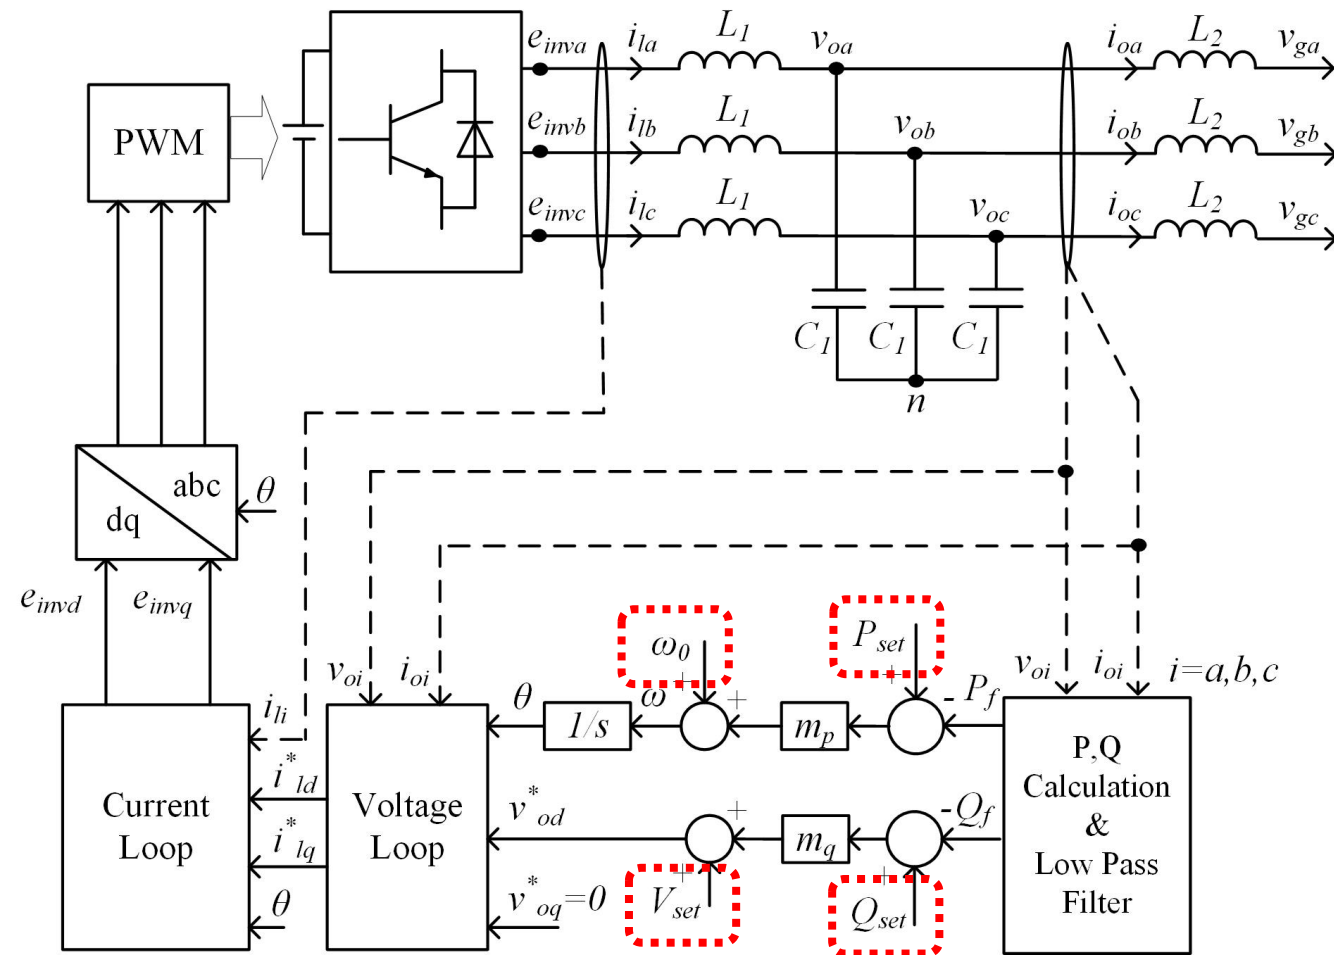 e_inva i_la L_1 v_oa i_oa L_2 v_ga
PWM
e_invb i_lb L_1 v_ob i_ob L_2 v_gb
e_invc i_lc L_1 v_oc i_oc L_2 v_gc
C_1 C_1 C_1
n
abc
dq
θ
e_invd e_invq
ω_0 P_set
v_oi i_oi v_oi i_oi i=a,b,c
+ +
i_li θ 1/s ω + m_p - P_f
i*_ld
i*_lq
θ
Current
Loop
Voltage
Loop
v*_od + m_q -Q_f
+ +
V_set Q_set
v*_oq=0
P,Q
Calculation
&
Low Pass
Filter